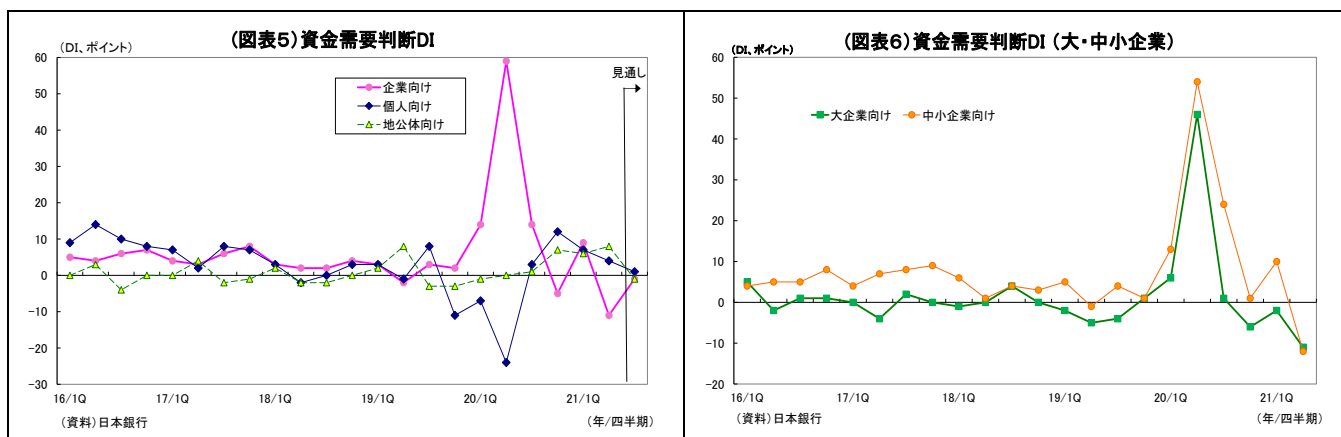 (図表5)資金需要判断DI
(DI、ポイント)
見通し
企業向け
個人向け
地公体向け
60
50
40
30
20
10
0
-10
-20
-30
16/1Q 17/1Q 18/1Q 19/1Q 20/1Q 21/1Q
(資料)日本銀行 (年/四半期)
(図表6)資金需要判断DI (大・中小企業)
(DI、ポイント)
大企業向け 中小企業向け
60
50
40
30
20
10
0
-10
-20
16/1Q 17/1Q 18/1Q 19/1Q 20/1Q 21/1Q
(資料)日本銀行 (年/四半期)